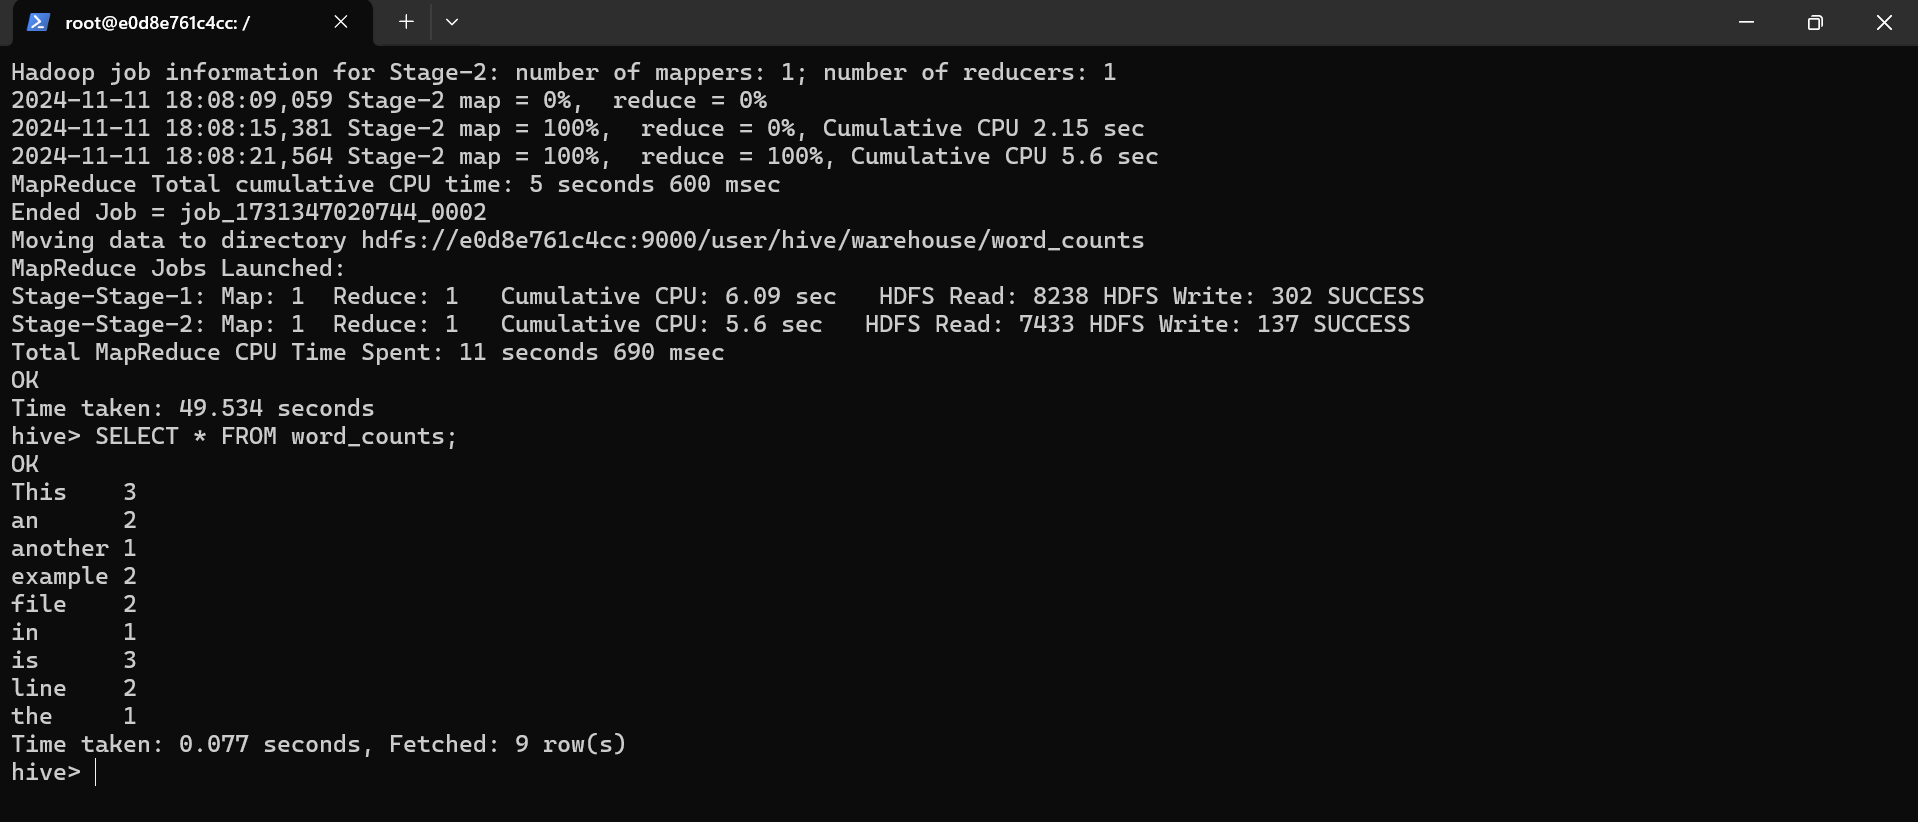 root@e0d8e761c4cc: /
Hadoop job information for Stage-2: number of mappers: 1; number of reducers: 1
2024-11-11 18:08:09,059 Stage-2 map = 0%,  reduce = 0%
2024-11-11 18:08:15,381 Stage-2 map = 100%,  reduce = 0%, Cumulative CPU 2.15 sec
2024-11-11 18:08:21,564 Stage-2 map = 100%,  reduce = 100%, Cumulative CPU 5.6 sec
MapReduce Total cumulative CPU time: 5 seconds 600 msec
Ended Job = job_1731347020744_0002
Moving data to directory hdfs://e0d8e761c4cc:9000/user/hive/warehouse/word_counts
MapReduce Jobs Launched:
Stage-Stage-1: Map: 1  Reduce: 1   Cumulative CPU: 6.09 sec   HDFS Read: 8238 HDFS Write: 302 SUCCESS
Stage-Stage-2: Map: 1  Reduce: 1   Cumulative CPU: 5.6 sec   HDFS Read: 7433 HDFS Write: 137 SUCCESS
Total MapReduce CPU Time Spent: 11 seconds 690 msec
OK
Time taken: 49.534 seconds
hive> SELECT * FROM word_counts;
OK
This    3
an      2
another 1
example 2
file    2
in      1
is      3
line    2
the     1
Time taken: 0.077 seconds, Fetched: 9 row(s)
hive>